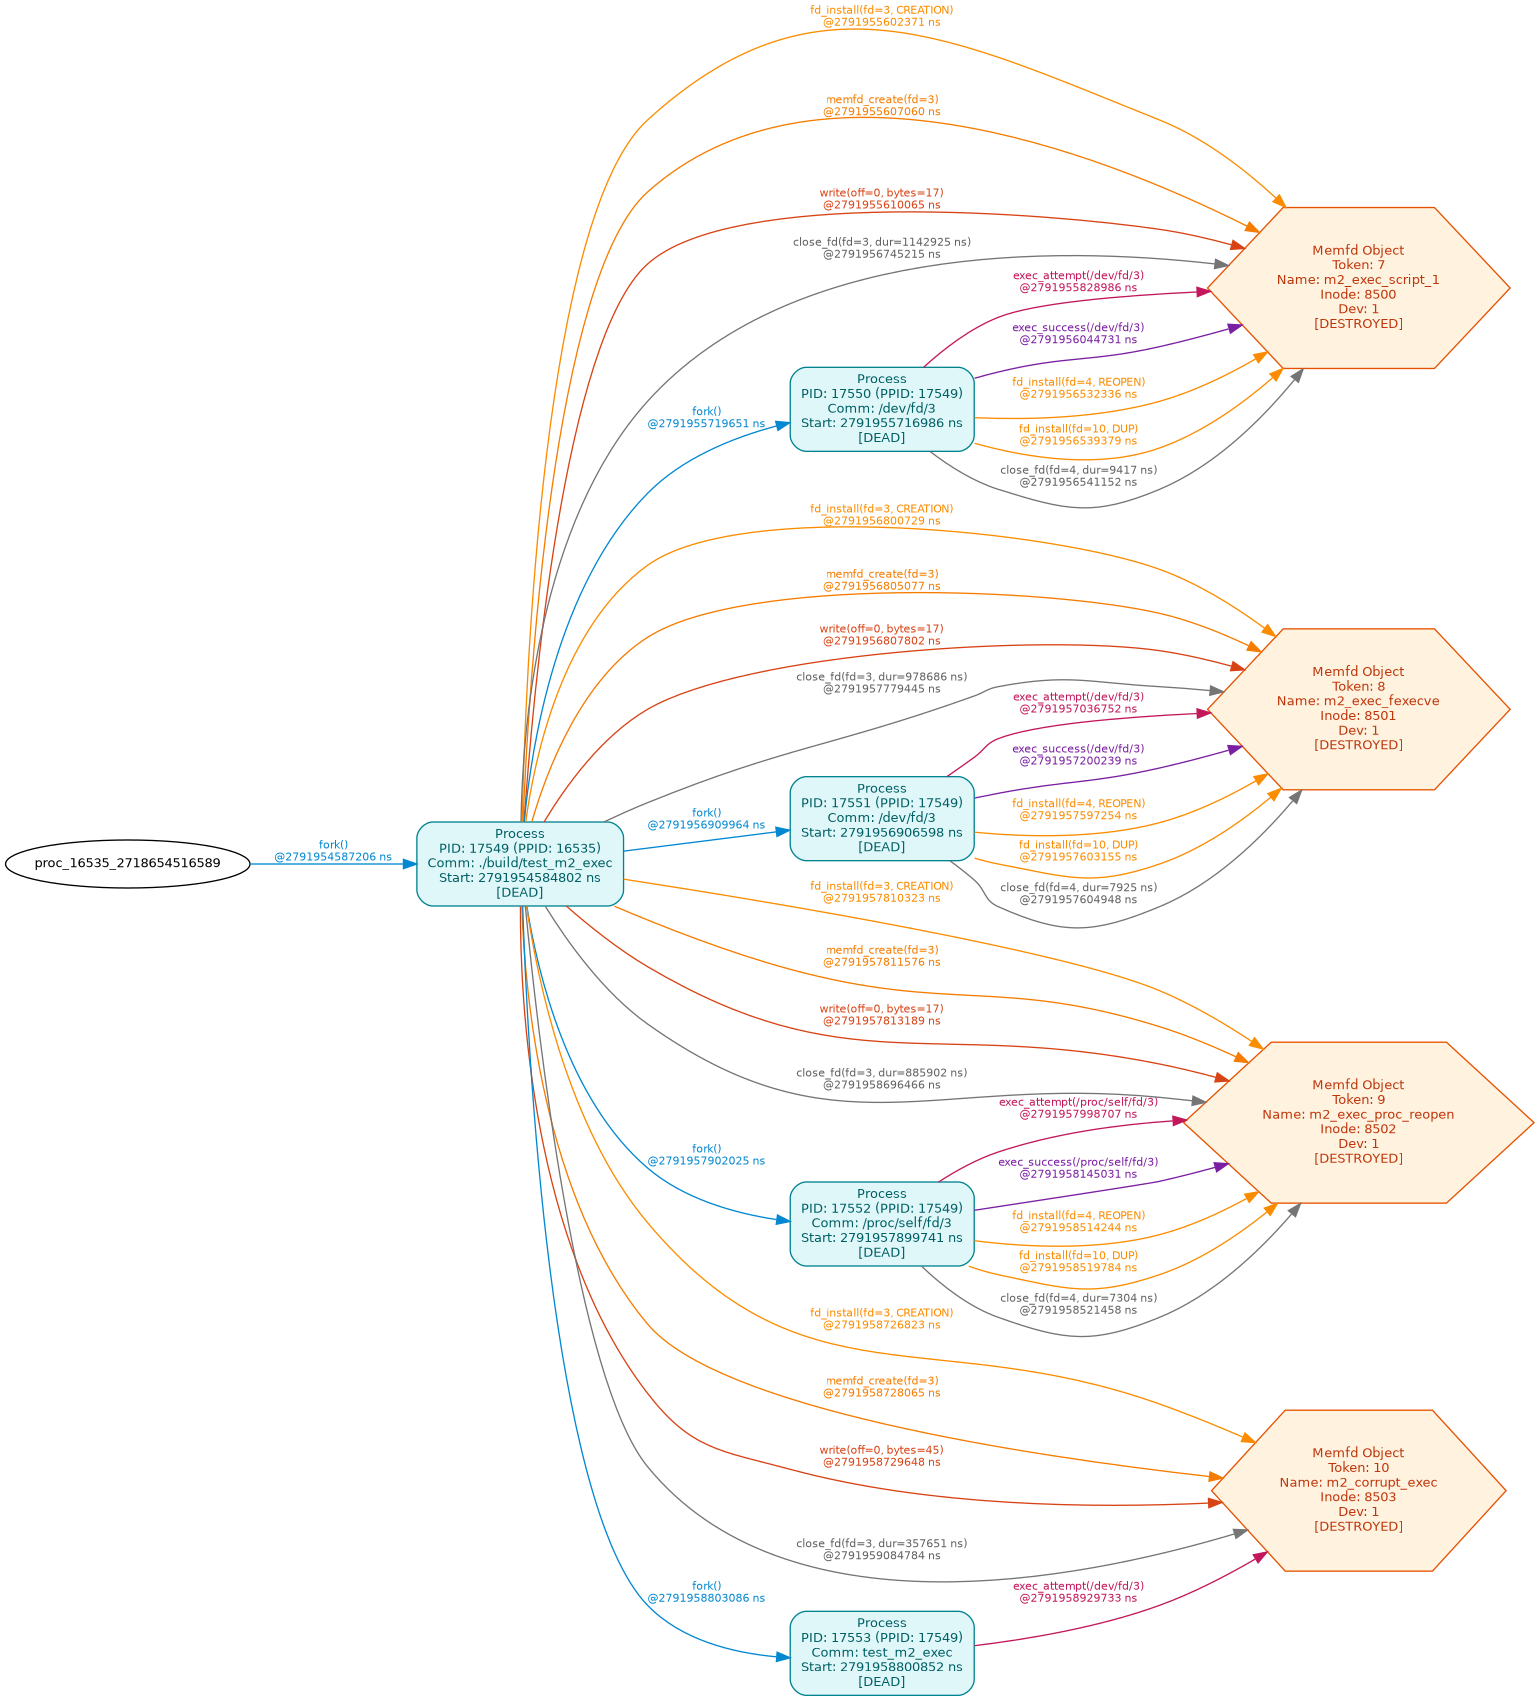 fd_install(fd=3, CREATION)
@2791955602371 ns
memfd_create(fd=3)
@2791955607060 ns
write(off=0, bytes=17)
@2791955610065 ns
close_fd(fd=3, dur=1142925 ns)
@2791956745215 ns
exec_attempt(/dev/fd/3)
@2791955828986 ns
exec_success(/dev/fd/3)
@2791956044731 ns
fd_install(fd=4, REOPEN)
@2791956532336 ns
fd_install(fd=10, DUP)
@2791956539379 ns
close_fd(fd=4, dur=9417 ns)
@2791956541152 ns
Memfd Object
Token: 7
Name: m2_exec_script_1
Inode: 8500
Dev: 1
[DESTROYED]
Process
PID: 17550 (PPID: 17549)
Comm: /dev/fd/3
Start: 2791955716986 ns
[DEAD]
fork()
@2791955719651 ns
fd_install(fd=3, CREATION)
@2791956800729 ns
memfd_create(fd=3)
@2791956805077 ns
write(off=0, bytes=17)
@2791956807802 ns
close_fd(fd=3, dur=978686 ns)
@2791957779445 ns
exec_attempt(/dev/fd/3)
@2791957036752 ns
exec_success(/dev/fd/3)
@2791957200239 ns
fd_install(fd=4, REOPEN)
@2791957597254 ns
fd_install(fd=10, DUP)
@2791957603155 ns
close_fd(fd=4, dur=7925 ns)
@2791957604948 ns
Memfd Object
Token: 8
Name: m2_exec_fexecve
Inode: 8501
Dev: 1
[DESTROYED]
Process
PID: 17551 (PPID: 17549)
Comm: /dev/fd/3
Start: 2791956906598 ns
[DEAD]
fork()
@2791956909964 ns
proc_16535_2718654516589
fork()
@2791954587206 ns
Process
PID: 17549 (PPID: 16535)
Comm: ./build/test_m2_exec
Start: 2791954584802 ns
[DEAD]
fd_install(fd=3, CREATION)
@2791957810323 ns
memfd_create(fd=3)
@2791957811576 ns
write(off=0, bytes=17)
@2791957813189 ns
close_fd(fd=3, dur=885902 ns)
@2791958696466 ns
exec_attempt(/proc/self/fd/3)
@2791957998707 ns
exec_success(/proc/self/fd/3)
@2791958145031 ns
fd_install(fd=4, REOPEN)
@2791958514244 ns
fd_install(fd=10, DUP)
@2791958519784 ns
close_fd(fd=4, dur=7304 ns)
@2791958521458 ns
Memfd Object
Token: 9
Name: m2_exec_proc_reopen
Inode: 8502
Dev: 1
[DESTROYED]
fork()
@2791957902025 ns
Process
PID: 17552 (PPID: 17549)
Comm: /proc/self/fd/3
Start: 2791957899741 ns
[DEAD]
fd_install(fd=3, CREATION)
@2791958726823 ns
memfd_create(fd=3)
@2791958728065 ns
write(off=0, bytes=45)
@2791958729648 ns
close_fd(fd=3, dur=357651 ns)
@2791959084784 ns
exec_attempt(/dev/fd/3)
@2791958929733 ns
Memfd Object
Token: 10
Name: m2_corrupt_exec
Inode: 8503
Dev: 1
[DESTROYED]
fork()
@2791958803086 ns
Process
PID: 17553 (PPID: 17549)
Comm: test_m2_exec
Start: 2791958800852 ns
[DEAD]